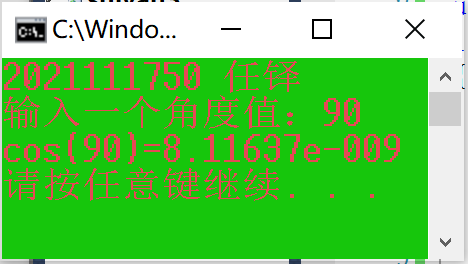 C:\Windo...
2021111750 任铎
输入一个角度值：90
cos(90)=8.11637e-009
请按任意键继续. . .